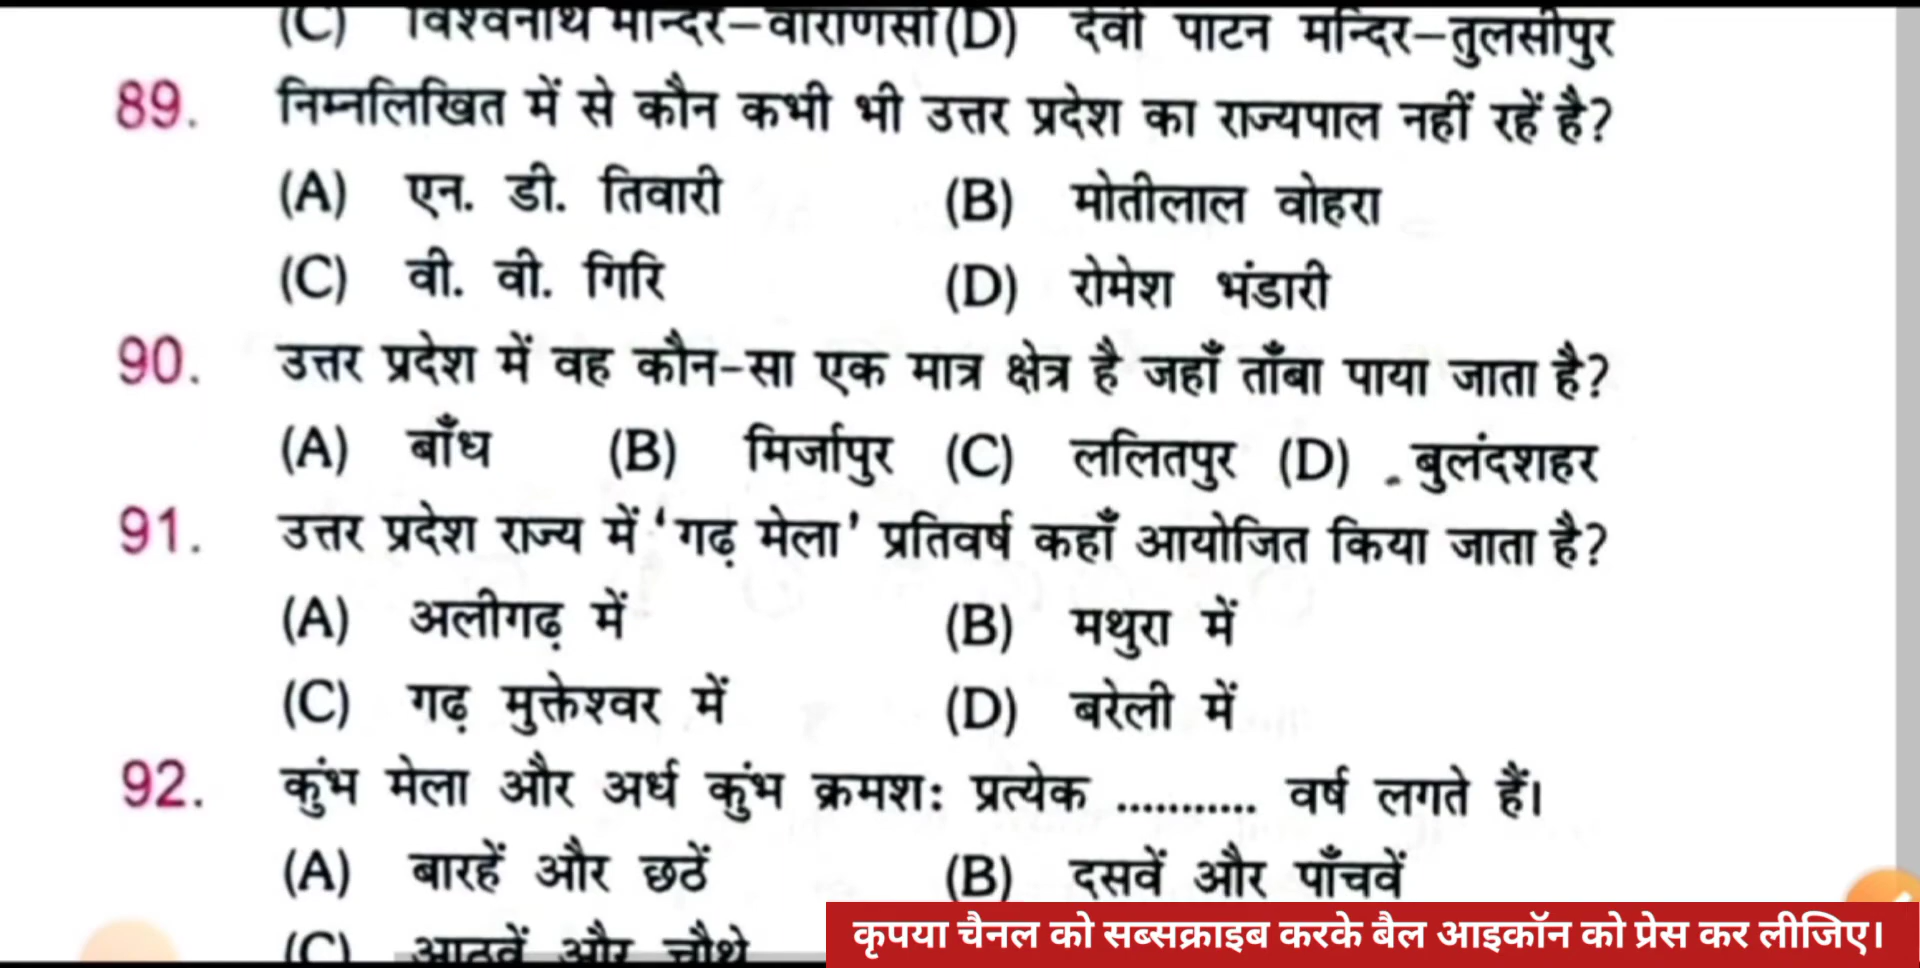 (C) विश्वनाथ मन्दिर–वाराणसी (D) देवी पाटन मन्दिर–तुलसीपुर
89. निम्नलिखित में से कौन कभी भी उत्तर प्रदेश का राज्यपाल नहीं रहें है?
(A) एन. डी. तिवारी (B) मोतीलाल वोहरा
(C) वी. वी. गिरि (D) रोमेश भंडारी
90. उत्तर प्रदेश में वह कौन-सा एक मात्र क्षेत्र है जहाँ ताँबा पाया जाता है?
(A) बाँध (B) मिर्जापुर (C) ललितपुर (D) बुलंदशहर
91. उत्तर प्रदेश राज्य में ‘गढ़ मेला’ प्रतिवर्ष कहाँ आयोजित किया जाता है?
(A) अलीगढ़ में (B) मथुरा में
(C) गढ़ मुक्तेश्वर में (D) बरेली में
92. कुंभ मेला और अर्ध कुंभ क्रमशः प्रत्येक ........... वर्ष लगते हैं।
(A) बारहें और छठें (B) दसवें और पाँचवें
(C) आठवें और चौथे
कृपया चैनल को सब्सक्राइब करके बैल आइकॉन को प्रेस कर लीजिए।